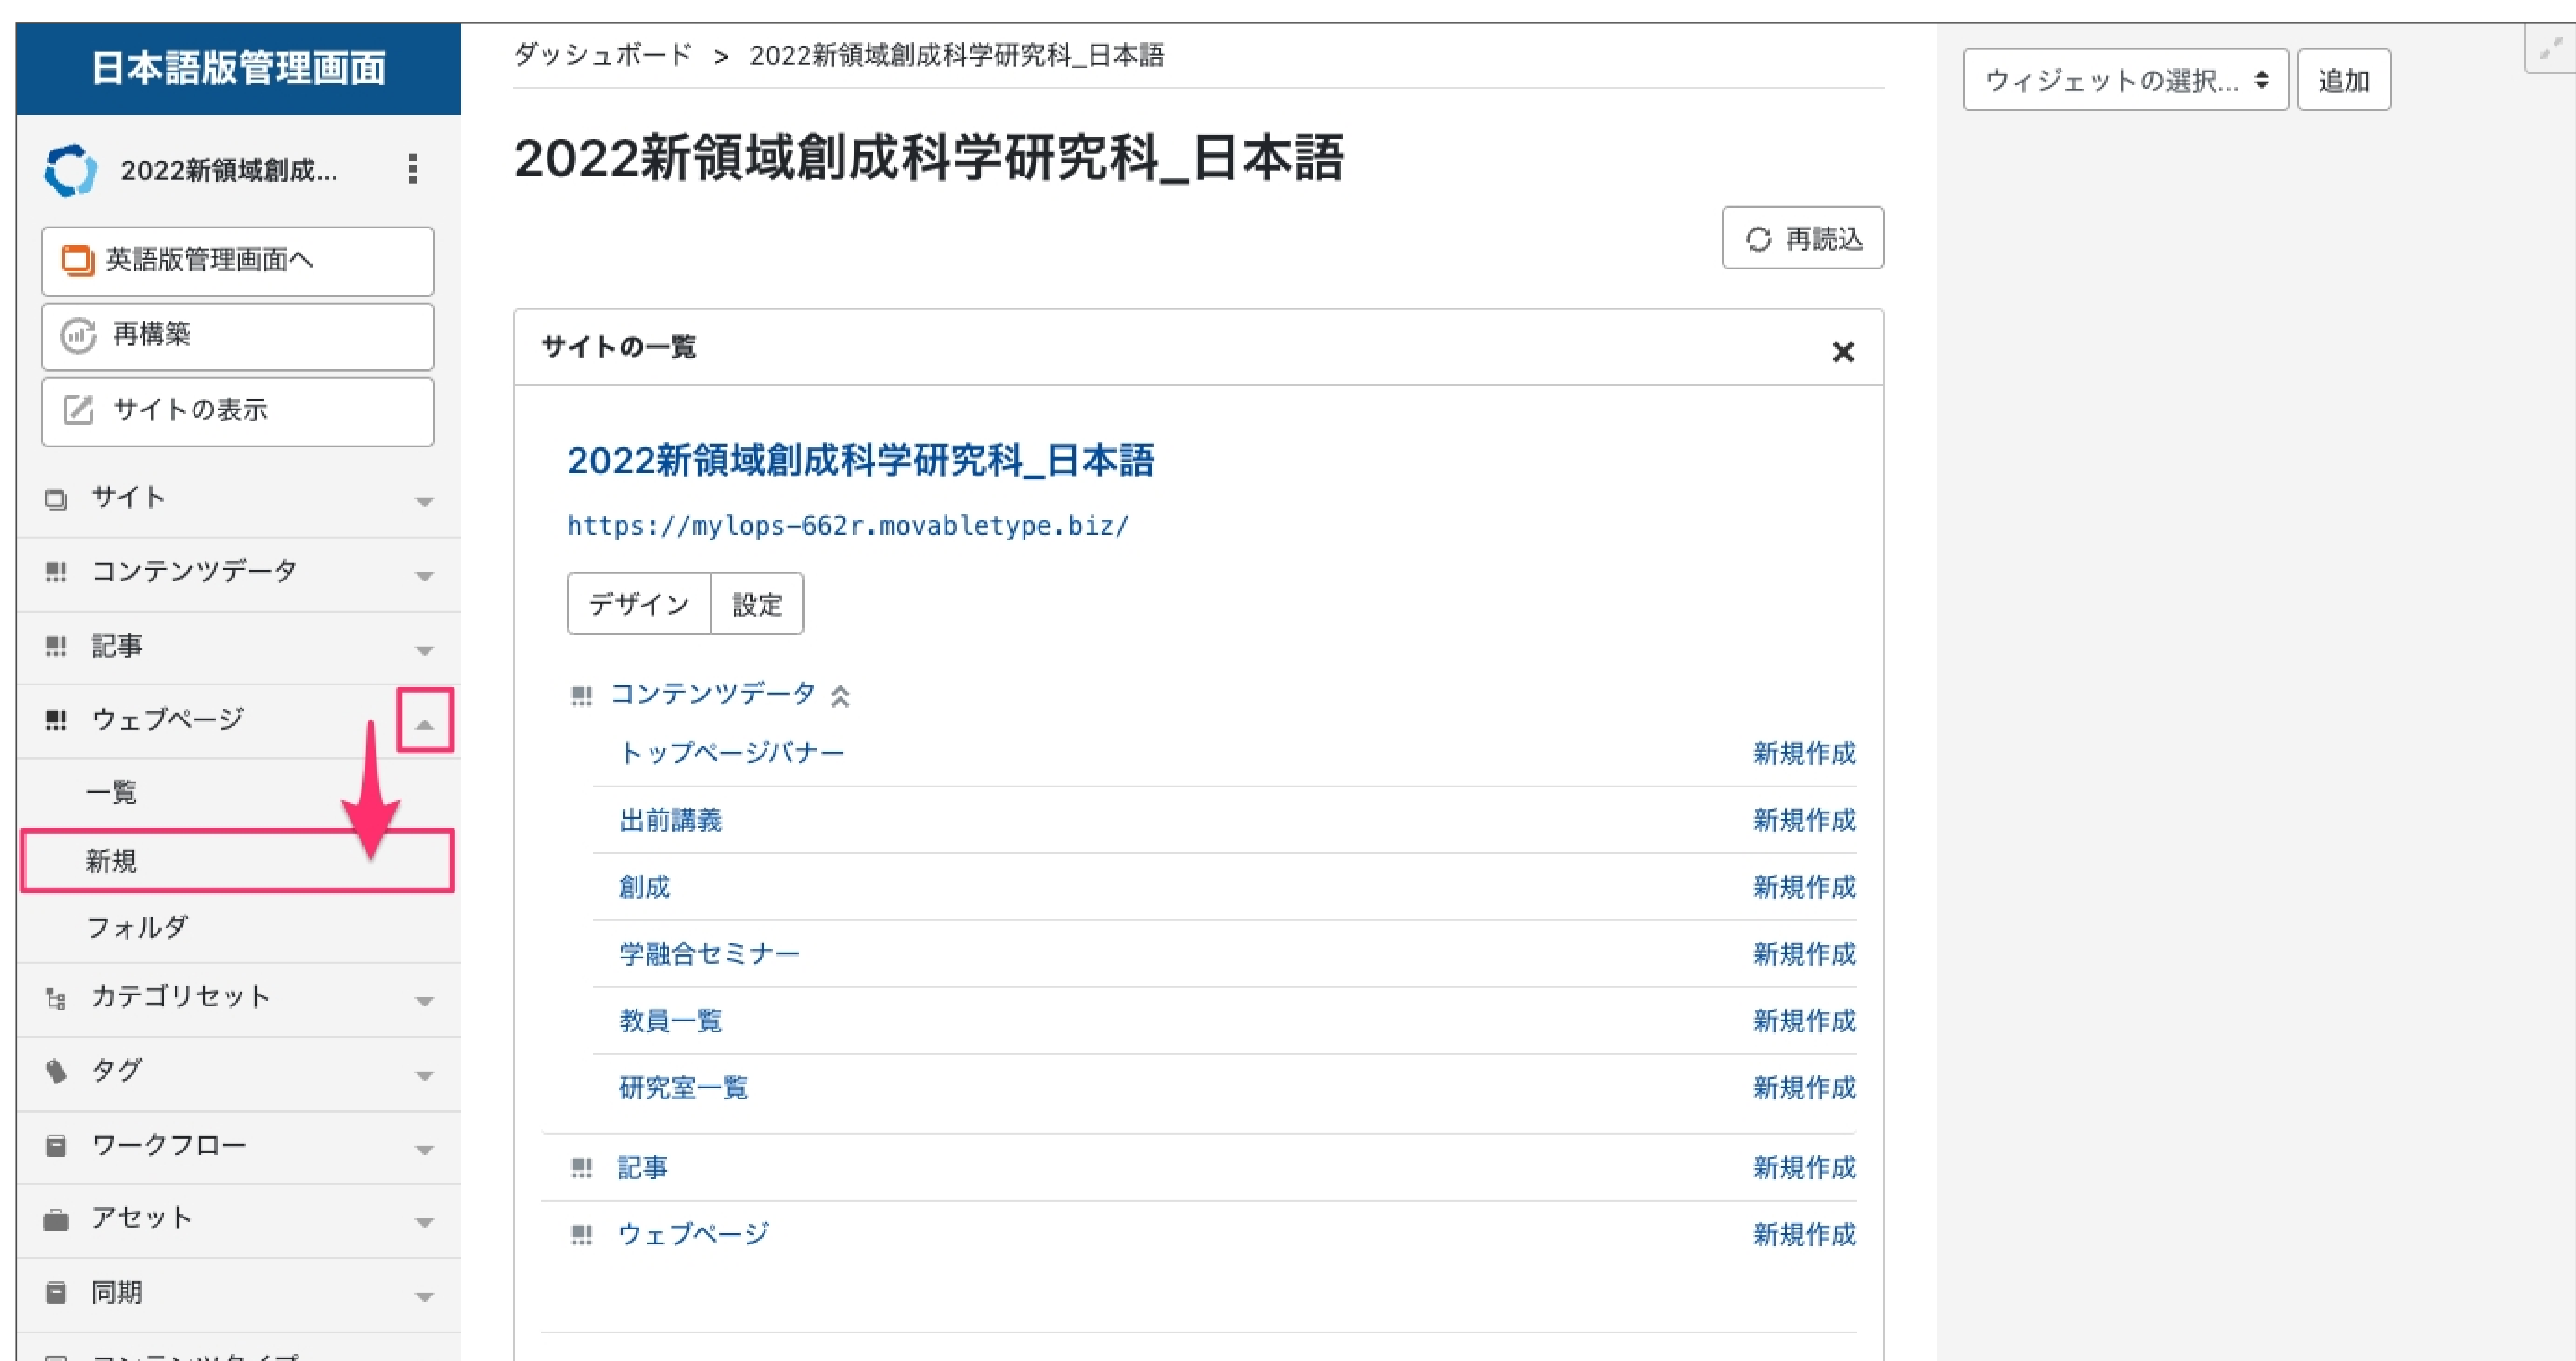 日本語版管理画面
2022新領域創成...
英語版管理画面へ
再構築
サイトの表示
サイト
コンテンツデータ
記事
ウェブページ
一覧
新規
フォルダ
カテゴリセット
タグ
ワークフロー
アセット
同期
コンテンツタイプ
ダッシュボード > 2022新領域創成科学研究科_日本語
2022新領域創成科学研究科_日本語
再読込
サイトの一覧
2022新領域創成科学研究科_日本語
https://mylops-662r.movabletype.biz/
デザイン 設定
コンテンツデータ
トップページバナー 新規作成
出前講義 新規作成
創成 新規作成
学融合セミナー 新規作成
教員一覧 新規作成
研究室一覧 新規作成
記事 新規作成
ウェブページ 新規作成
ウィジェットの選択... 追加